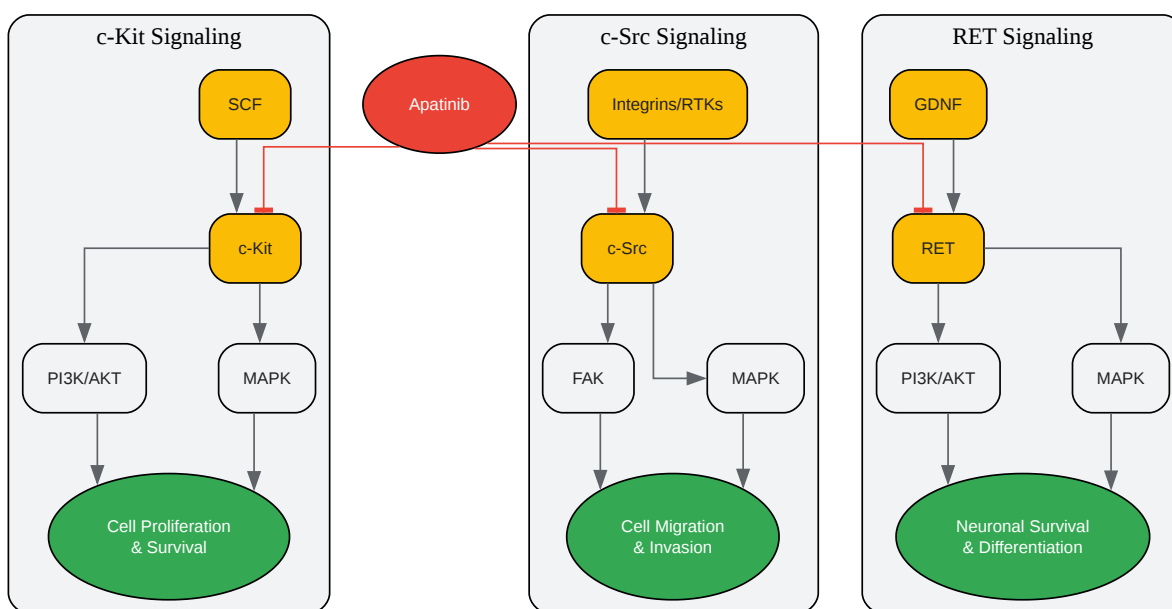 c-Kit Signaling
c-Src Signaling
RET Signaling
SCF
Apatinib
Integrins/RTKs
GDNF
c-Kit
c-Src
RET
PI3K/AKT
MAPK
FAK
MAPK
PI3K/AKT
MAPK
Cell Proliferation
& Survival
Cell Migration
& Invasion
Neuronal Survival
& Differentiation